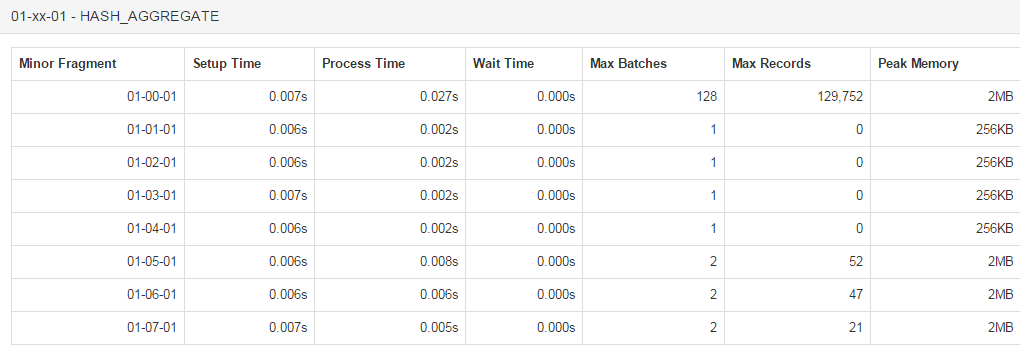 01-xx-01 - HASH_AGGREGATE
Minor Fragment Setup Time Process Time Wait Time Max Batches Max Records Peak Memory
01-00-01 0.007s 0.027s 0.000s 128 129,752 2MB
01-01-01 0.006s 0.002s 0.000s 1 0 256KB
01-02-01 0.006s 0.002s 0.000s 1 0 256KB
01-03-01 0.007s 0.002s 0.000s 1 0 256KB
01-04-01 0.006s 0.002s 0.000s 1 0 256KB
01-05-01 0.006s 0.008s 0.000s 2 52 2MB
01-06-01 0.006s 0.006s 0.000s 2 47 2MB
01-07-01 0.007s 0.005s 0.000s 2 21 2MB